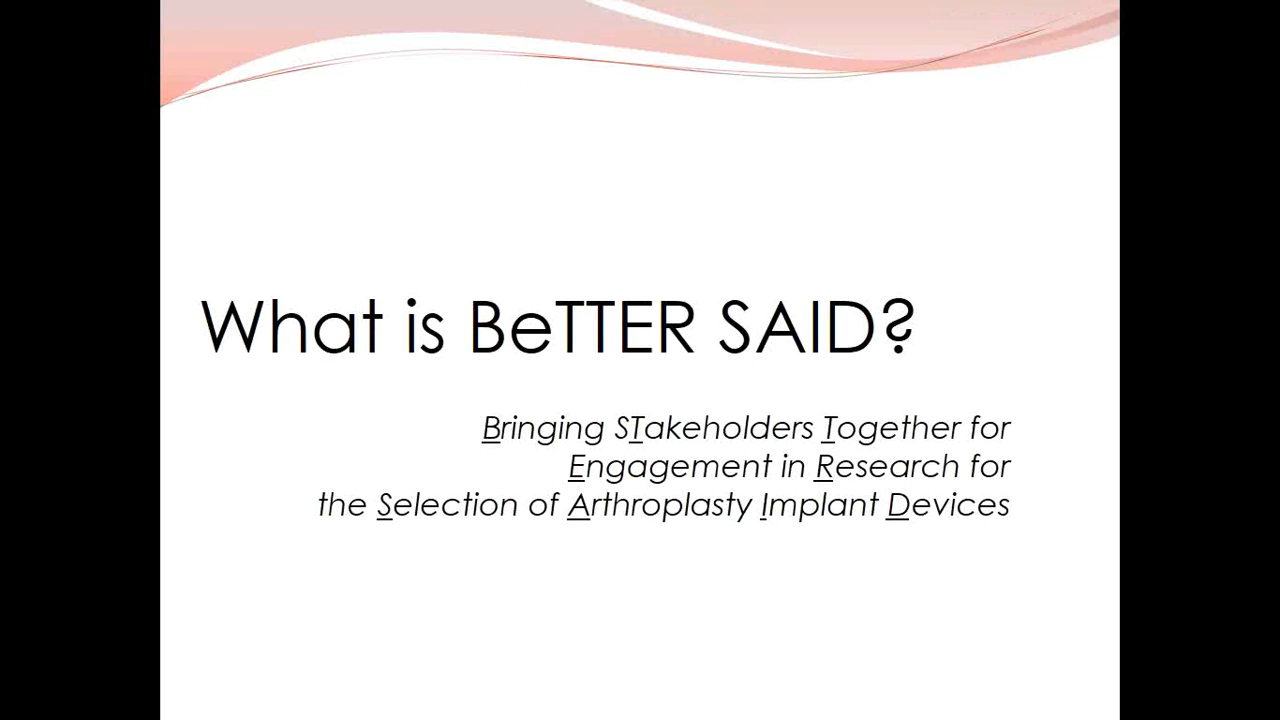 What is BeTTER SAID?
Bringing STakeholders Together for
Engagement in Research for
the Selection of Arthroplasty Implant Devices